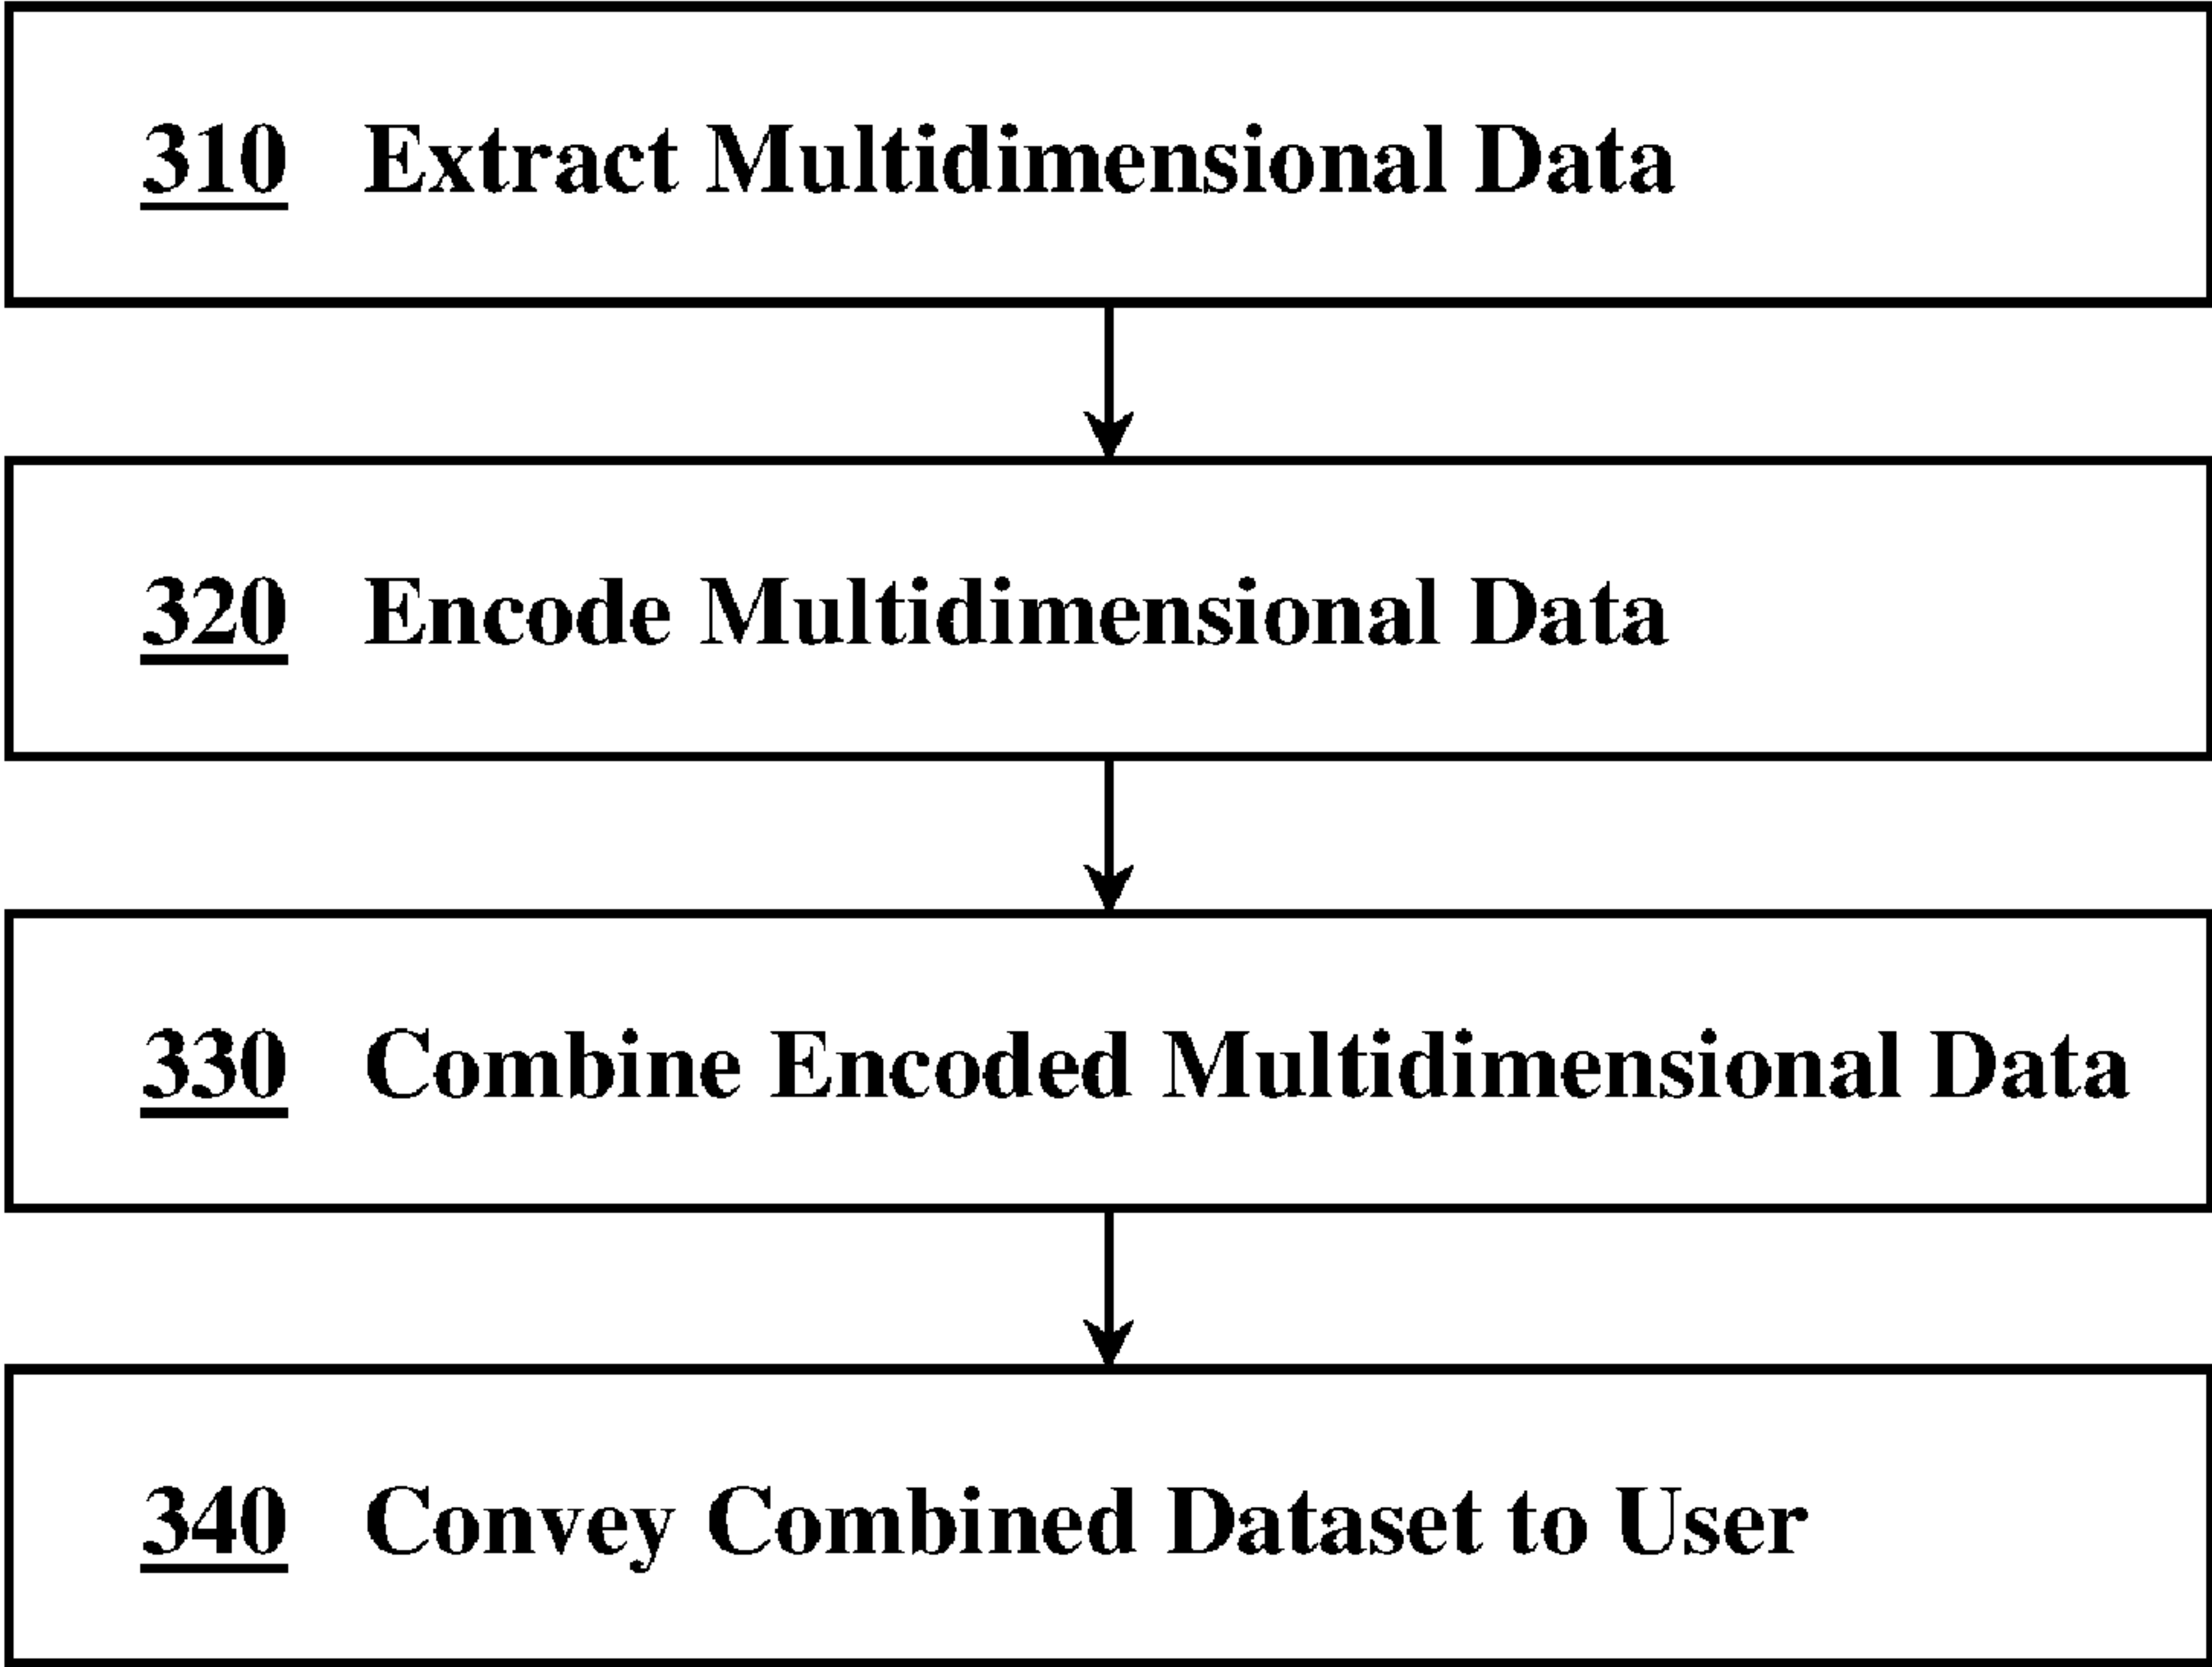 310 Extract Multidimensional Data
320 Encode Multidimensional Data
330 Combine Encoded Multidimensional Data
340 Convey Combined Dataset to User